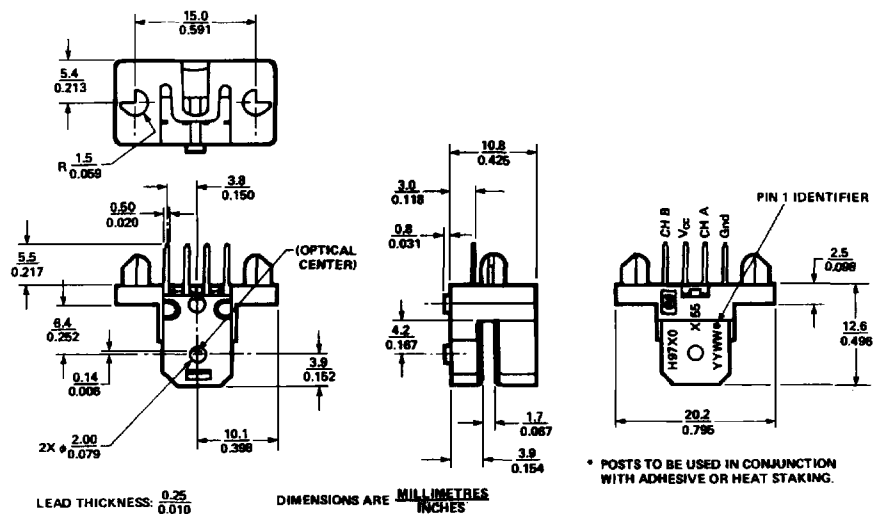 15.0
0.591
5.4
0.213
R 1.5
0.059
3.8
0.150
0.50
0.020
5.5
0.217
(OPTICAL
CENTER)
6.4
0.252
0.14
0.006
3.9
0.152
2X ϕ 2.00
0.079
10.1
0.398
10.8
0.425
3.0
0.118
0.8
0.031
4.2
0.167
1.7
0.067
3.9
0.154
PIN 1 IDENTIFIER
CH B
Vcc
CH A
Gnd
2.5
0.098
12.6
0.496
H97X0
X 55
YYWW
20.2
0.795
* POSTS TO BE USED IN CONJUNCTION
WITH ADHESIVE OR HEAT STAKING.
LEAD THICKNESS: 0.25
0.010
DIMENSIONS ARE MILLIMETRES
INCHES